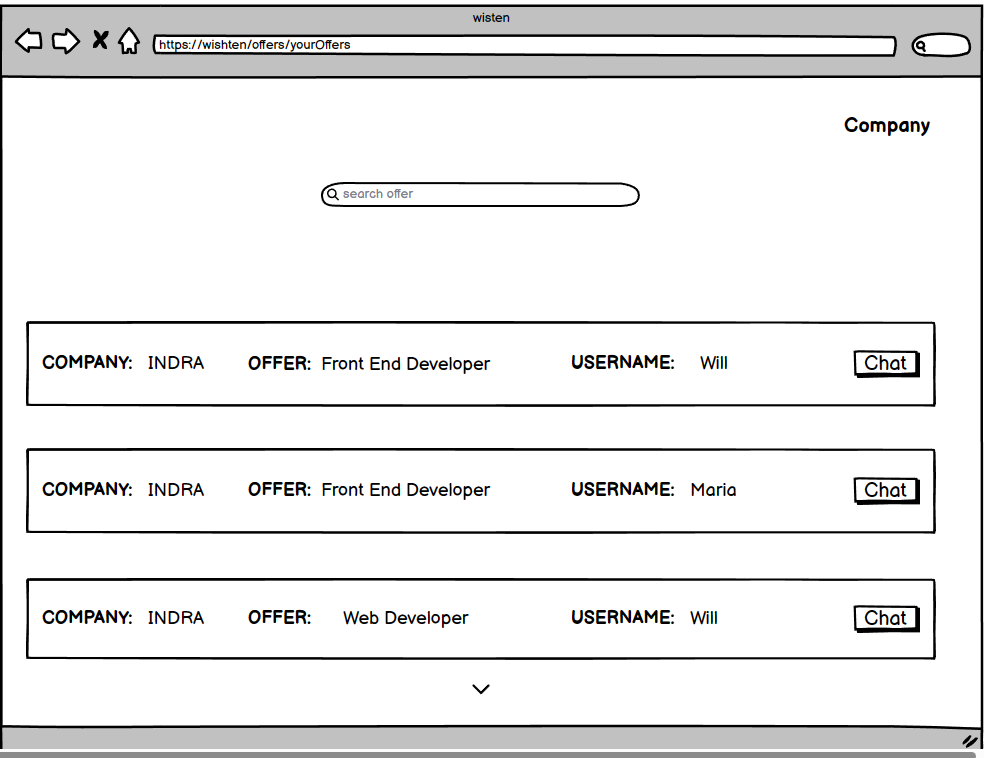 wisten
https://wishten/offers/yourOffers
Company
search offer
COMPANY: INDRA OFFER: Front End Developer USERNAME: Will Chat
COMPANY: INDRA OFFER: Front End Developer USERNAME: Maria Chat
COMPANY: INDRA OFFER: Web Developer USERNAME: Will Chat